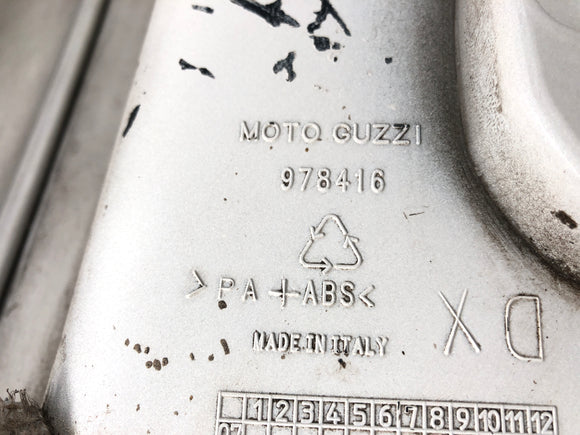 MOTO GUZZI
978416
>PA+ABS<
MADE IN ITALY
X D
1 2 3 4 5 6 7 8 9 10 11 12
07